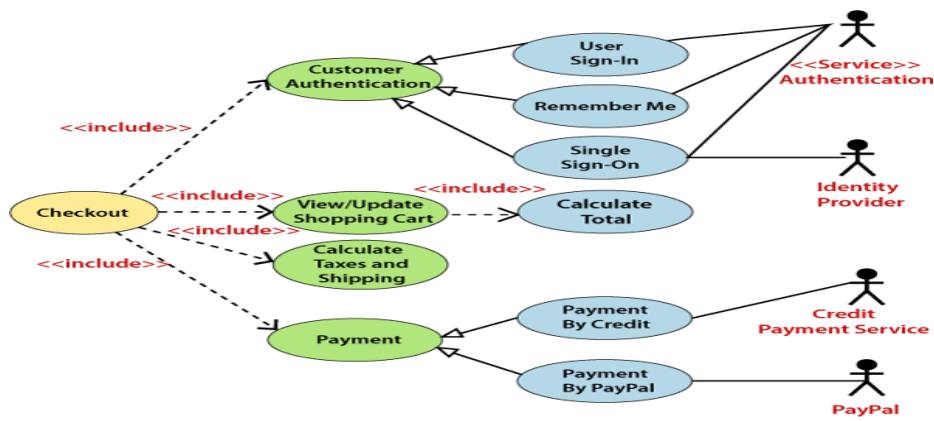 User
Sign-In
<<Service>>
Authentication
Customer
Authentication
Remember Me
<<include>>
Single
Sign-On
Identity
Provider
<<include>>
<<include>>
Checkout
View/Update
Shopping Cart
Calculate
Total
<<include>>
<<include>>
Calculate
Taxes and
Shipping
Payment
By Credit
Credit
Payment Service
Payment
Payment
By PayPal
PayPal